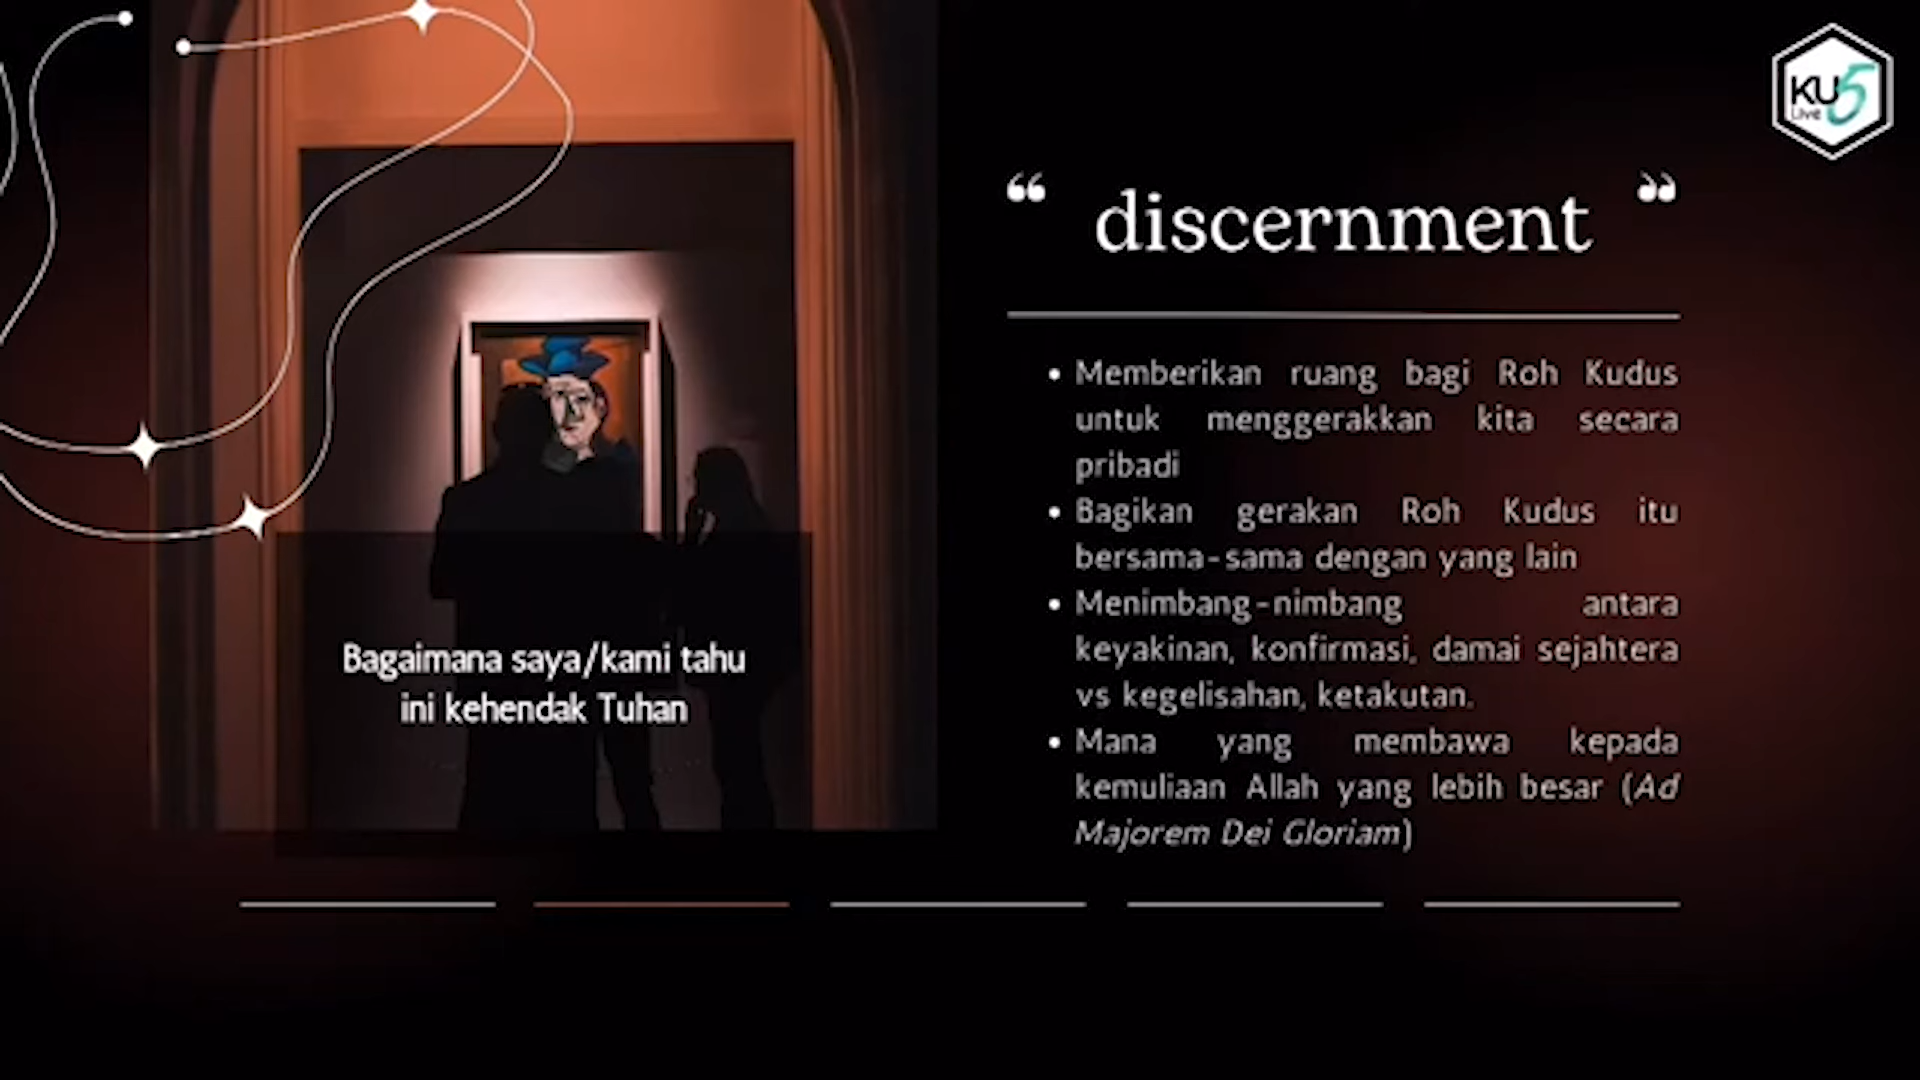 KU5
Live
“ discernment ”
• Memberikan ruang bagi Roh Kudus
untuk menggerakkan kita secara
pribadi
• Bagikan gerakan Roh Kudus itu
bersama-sama dengan yang lain
• Menimbang-nimbang antara
keyakinan, konfirmasi, damai sejahtera
vs kegelisahan, ketakutan.
• Mana yang membawa kepada
kemuliaan Allah yang lebih besar (Ad
Majorem Dei Gloriam)
Bagaimana saya/kami tahu
ini kehendak Tuhan